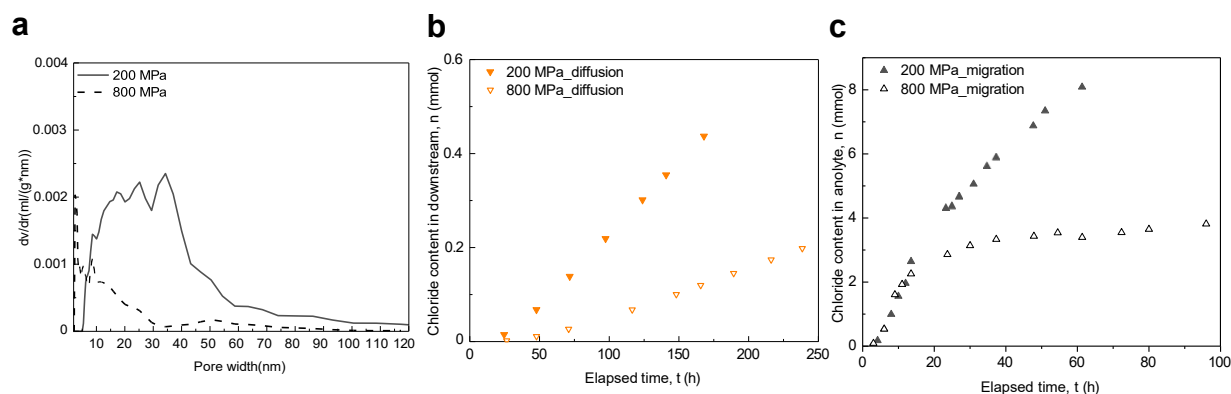 a
0.004
0.003
0.002
0.001
0
dv/dr(ml/(g*nm))
200 MPa
800 MPa
10 20 30 40 50 60 70 80 90 100 110 120
Pore width(nm)
b
0.6
0.4
0.2
0.0
Chloride content in downstream, n (mmol)
200 MPa_diffusion
800 MPa_diffusion
0 50 100 150 200 250
Elapsed time, t (h)
c
8
6
4
2
0
Chloride content in anolyte, n (mmol)
200 MPa_migration
800 MPa_migration
0 20 40 60 80 100
Elapsed time, t (h)